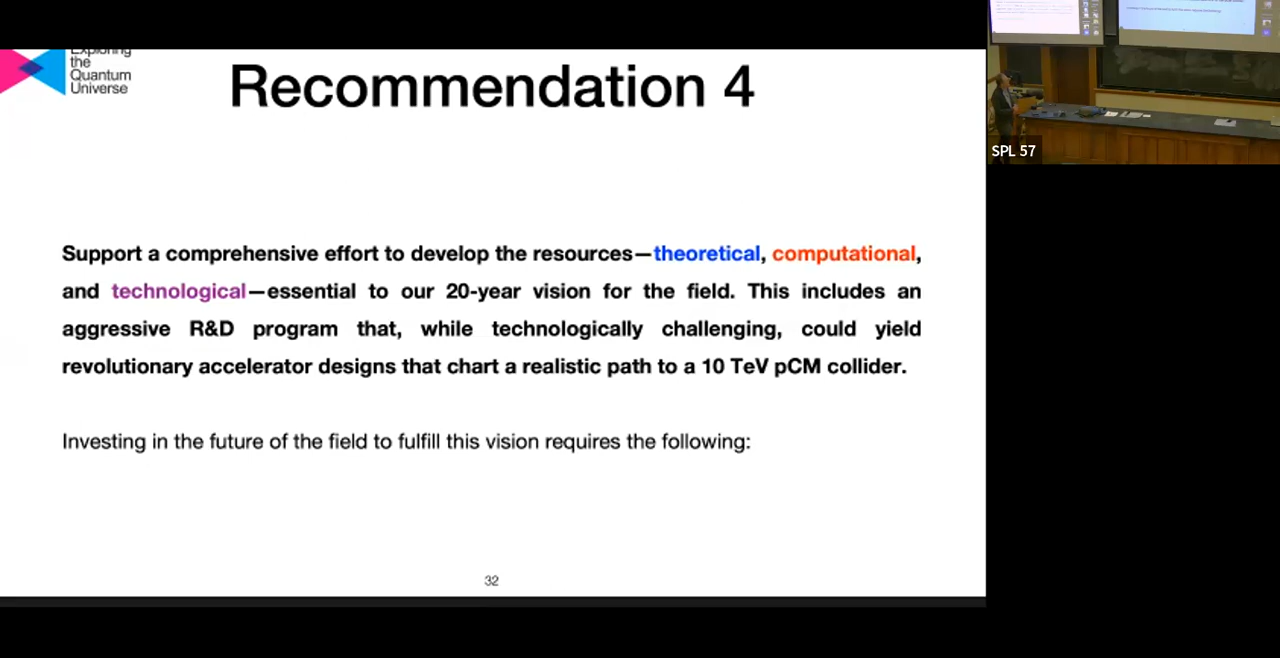 Exploring
the
Quantum
Universe
Recommendation 4
Support a comprehensive effort to develop the resources—theoretical, computational,
and technological—essential to our 20-year vision for the field. This includes an
aggressive R&D program that, while technologically challenging, could yield
revolutionary accelerator designs that chart a realistic path to a 10 TeV pCM collider.
Investing in the future of the field to fulfill this vision requires the following:
32
SPL 57